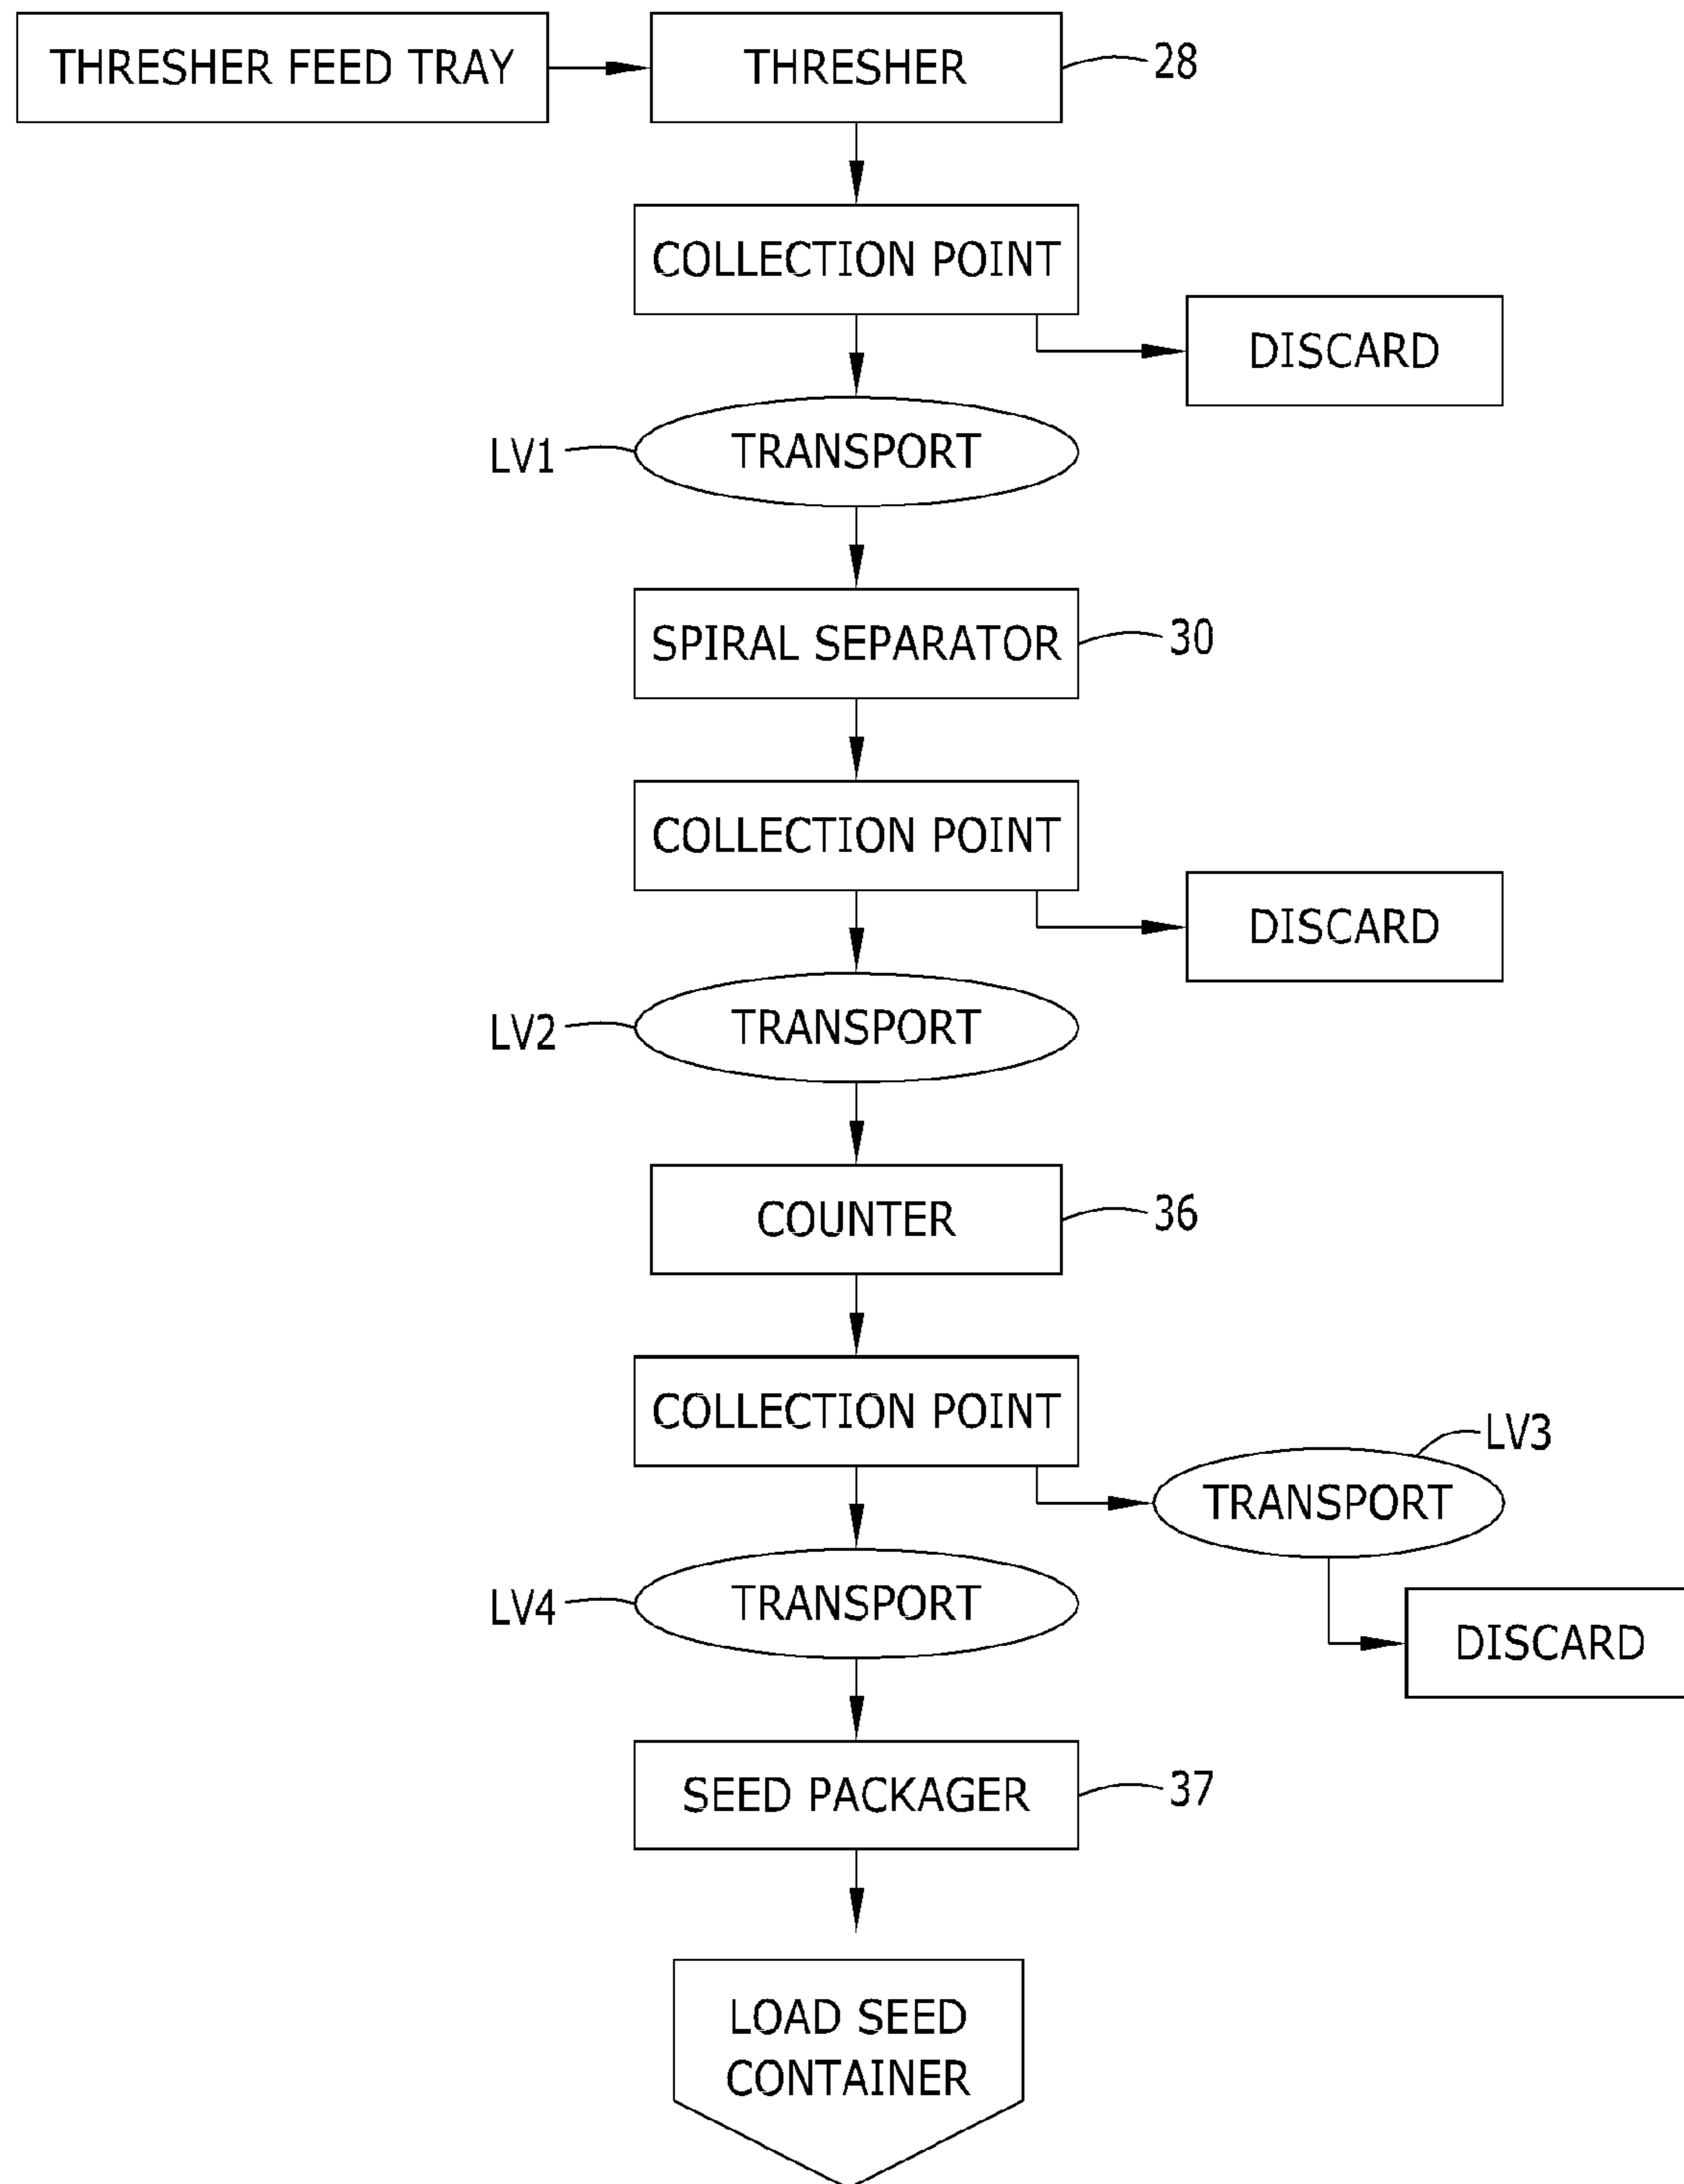 THRESHER FEED TRAY
THRESHER
28
COLLECTION POINT
DISCARD
LV1
TRANSPORT
SPIRAL SEPARATOR
30
COLLECTION POINT
DISCARD
LV2
TRANSPORT
COUNTER
36
COLLECTION POINT
LV3
TRANSPORT
LV4
TRANSPORT
DISCARD
SEED PACKAGER
37
LOAD SEED
CONTAINER